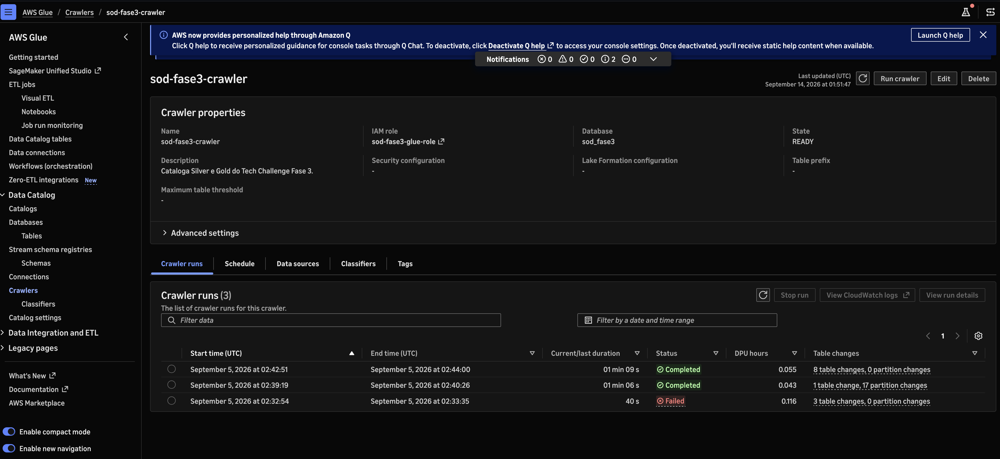 AWS Glue / Crawlers / sod-fase3-crawler
AWS Glue
Getting started
SageMaker Unified Studio
ETL jobs
Visual ETL
Notebooks
Job run monitoring
Data Catalog tables
Data connections
Workflows (orchestration)
Zero-ETL integrations New
Data Catalog
Catalogs
Databases
Tables
Stream schema registries
Schemas
Connections
Crawlers
Classifiers
Catalog settings
Data Integration and ETL
Legacy pages
What's New
Documentation
AWS Marketplace
Enable compact mode
Enable new navigation
AWS now provides personalized help through Amazon Q
Click Q help to receive personalized guidance for console tasks through Q Chat. To deactivate, click Deactivate Q help to access your console settings. Once deactivated, you'll receive static help content when available.
Launch Q help
Notifications 0 0 0 2 0
sod-fase3-crawler
Last updated (UTC)
September 14, 2026 at 01:51:47
Run crawler Edit Delete
Crawler properties
Name IAM role Database State
sod-fase3-crawler sod-fase3-glue-role sod_fase3 READY
Description Security configuration Lake Formation configuration Table prefix
Cataloga Silver e Gold do Tech Challenge Fase 3. - - -
Maximum table threshold
-
Advanced settings
Crawler runs Schedule Data sources Classifiers Tags
Crawler runs (3)
Stop run View CloudWatch logs View run details
The list of crawler runs for this crawler.
Filter data Filter by a date and time range
1
Start time (UTC) End time (UTC) Current/last duration Status DPU hours Table changes
September 5, 2026 at 02:42:51 September 5, 2026 at 02:44:00 01 min 09 s Completed 0.055 8 table changes, 0 partition changes
September 5, 2026 at 02:39:19 September 5, 2026 at 02:40:26 01 min 06 s Completed 0.043 1 table change, 17 partition changes
September 5, 2026 at 02:32:54 September 5, 2026 at 02:33:35 40 s Failed 0.116 3 table changes, 0 partition changes